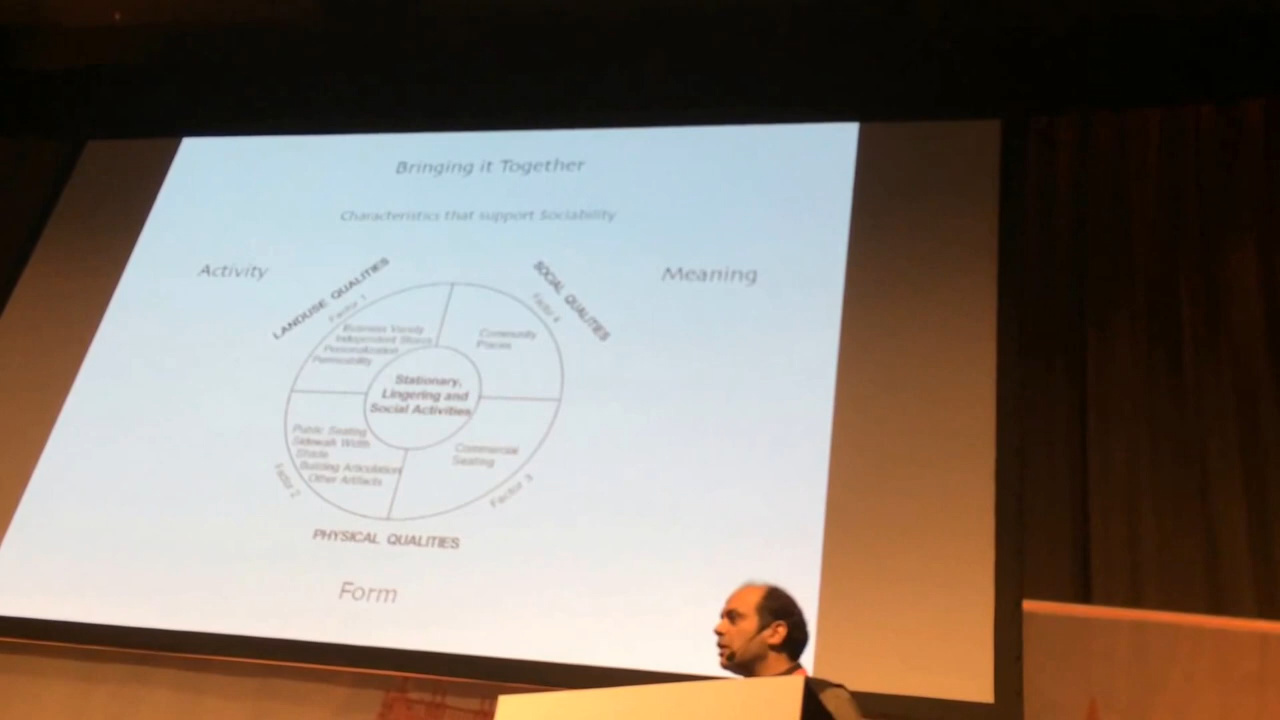 Bringing it Together
Characteristics that support Sociability
Activity
Meaning
LANDUSE QUALITIES
Factor 1
SOCIAL QUALITIES
Factor 4
Business Variety
Independent Stores
Personalization
Permeability
Community
Places
Stationary,
Lingering and
Social Activities
Public Seating
Sidewalk Width
Shade
Building Articulation
Other Artifacts
Factor 2
Commercial
Seating
Factor 3
PHYSICAL QUALITIES
Form